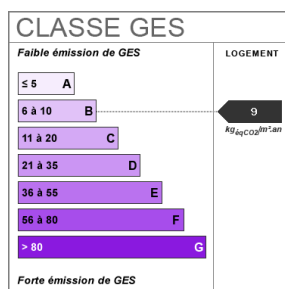 CLASSE GES
Faible émission de GES
LOGEMENT
≤ 5 A
6 à 10 B
9
kgéqCO2/m².an
11 à 20 C
21 à 35 D
36 à 55 E
56 à 80 F
> 80 G
Forte émission de GES